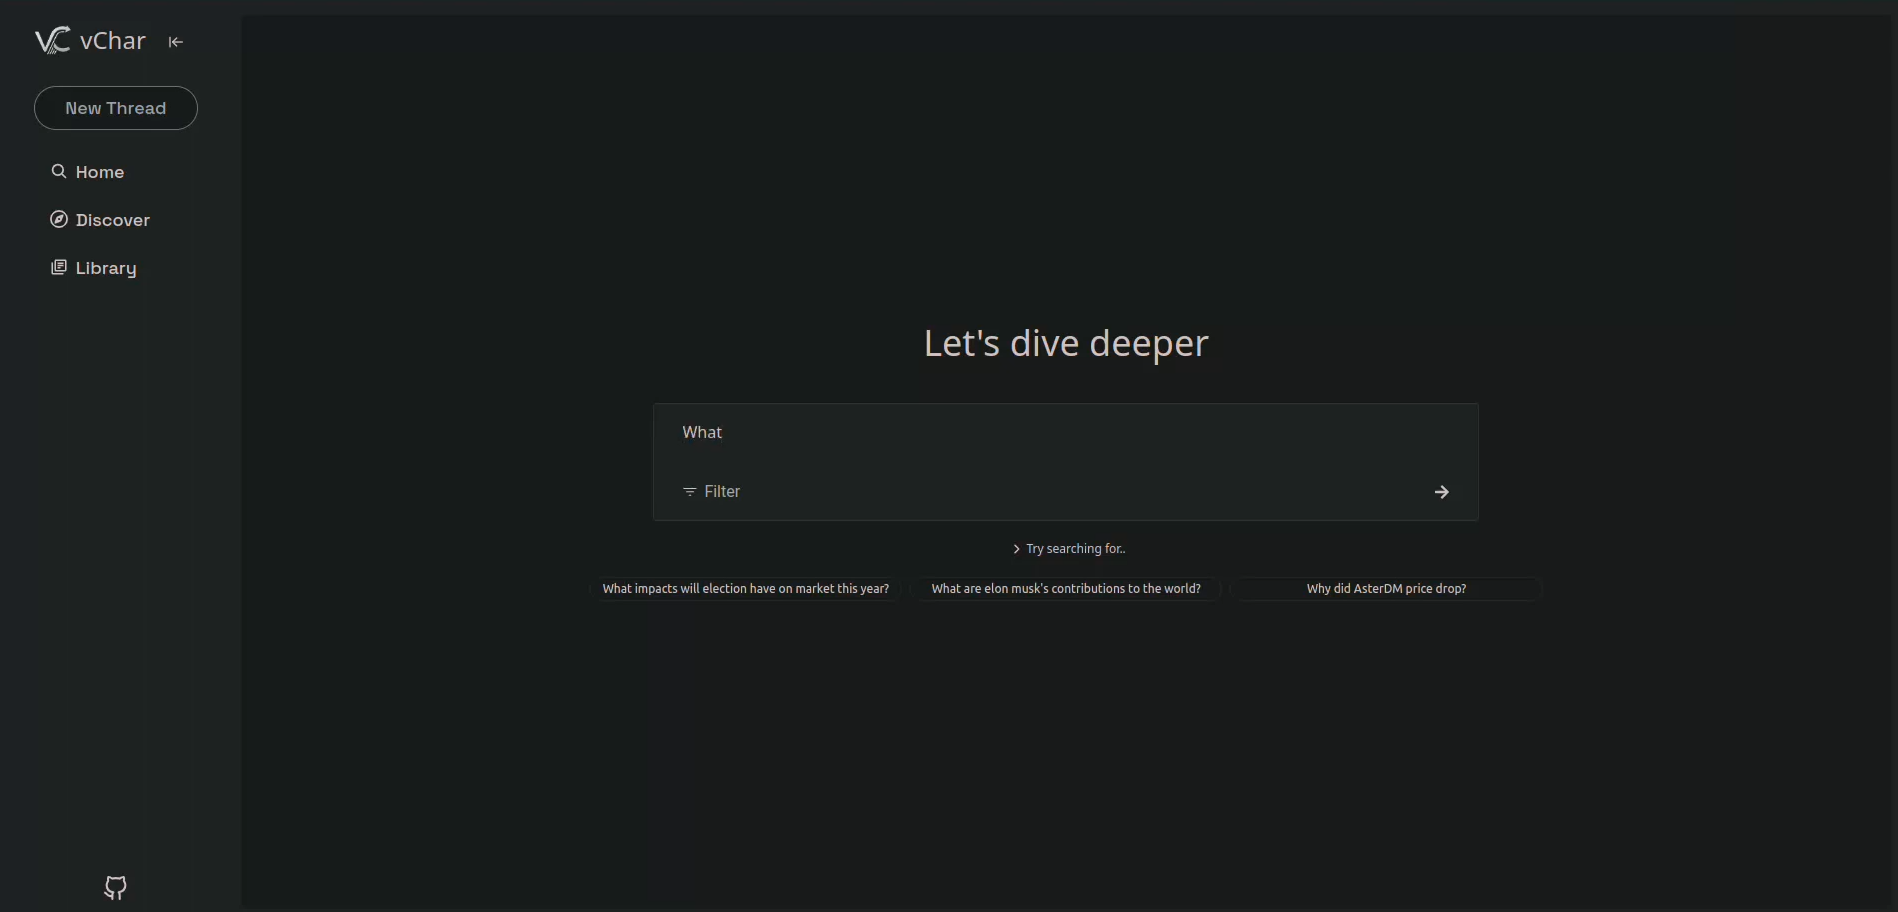 vChar
New Thread
Home
Discover
Library
Let's dive deeper
What
Filter
Try searching for..
What impacts will election have on market this year?
What are elon musk's contributions to the world?
Why did AsterDM price drop?